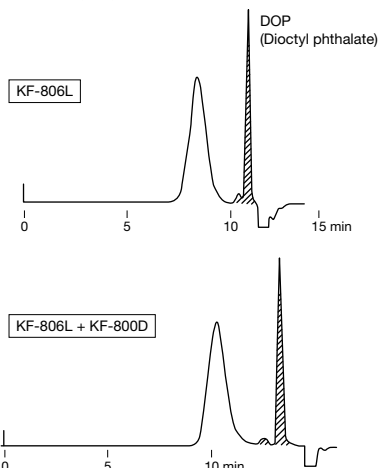 DOP
(Dioctyl phthalate)
KF-806L
0 5 10 15 min
KF-806L + KF-800D
0 5 10 min